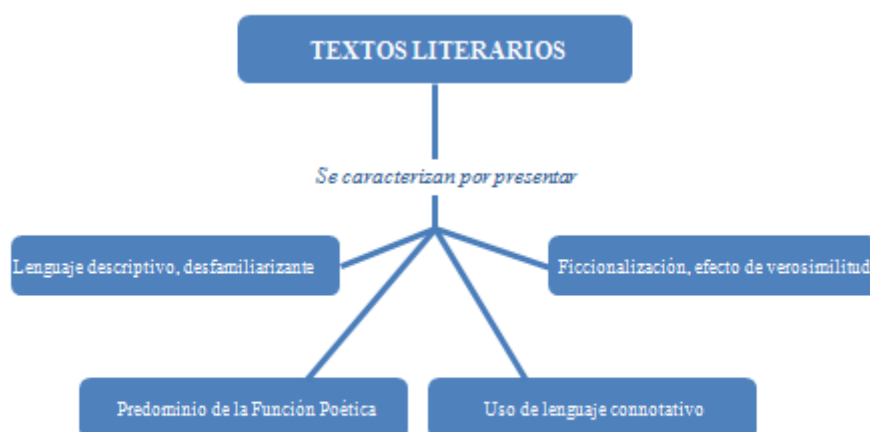 TEXTOS LITERARIOS
Se caracterizan por presentar
Lenguaje descriptivo, desfamiliarizante
Ficcionalización, efecto de verosimilitud
Predominio de la Función Poética
Uso de lenguaje connotativo